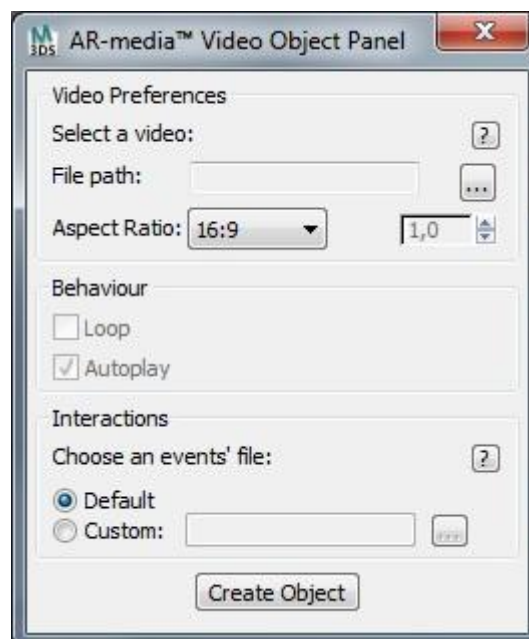 M
3DS
AR-media™ Video Object Panel
Video Preferences
Select a video:
?
File path:
...
Aspect Ratio: 16:9 1,0
Behaviour
Loop
Autoplay
Interactions
Choose an events' file:
?
Default
Custom:
...
Create Object